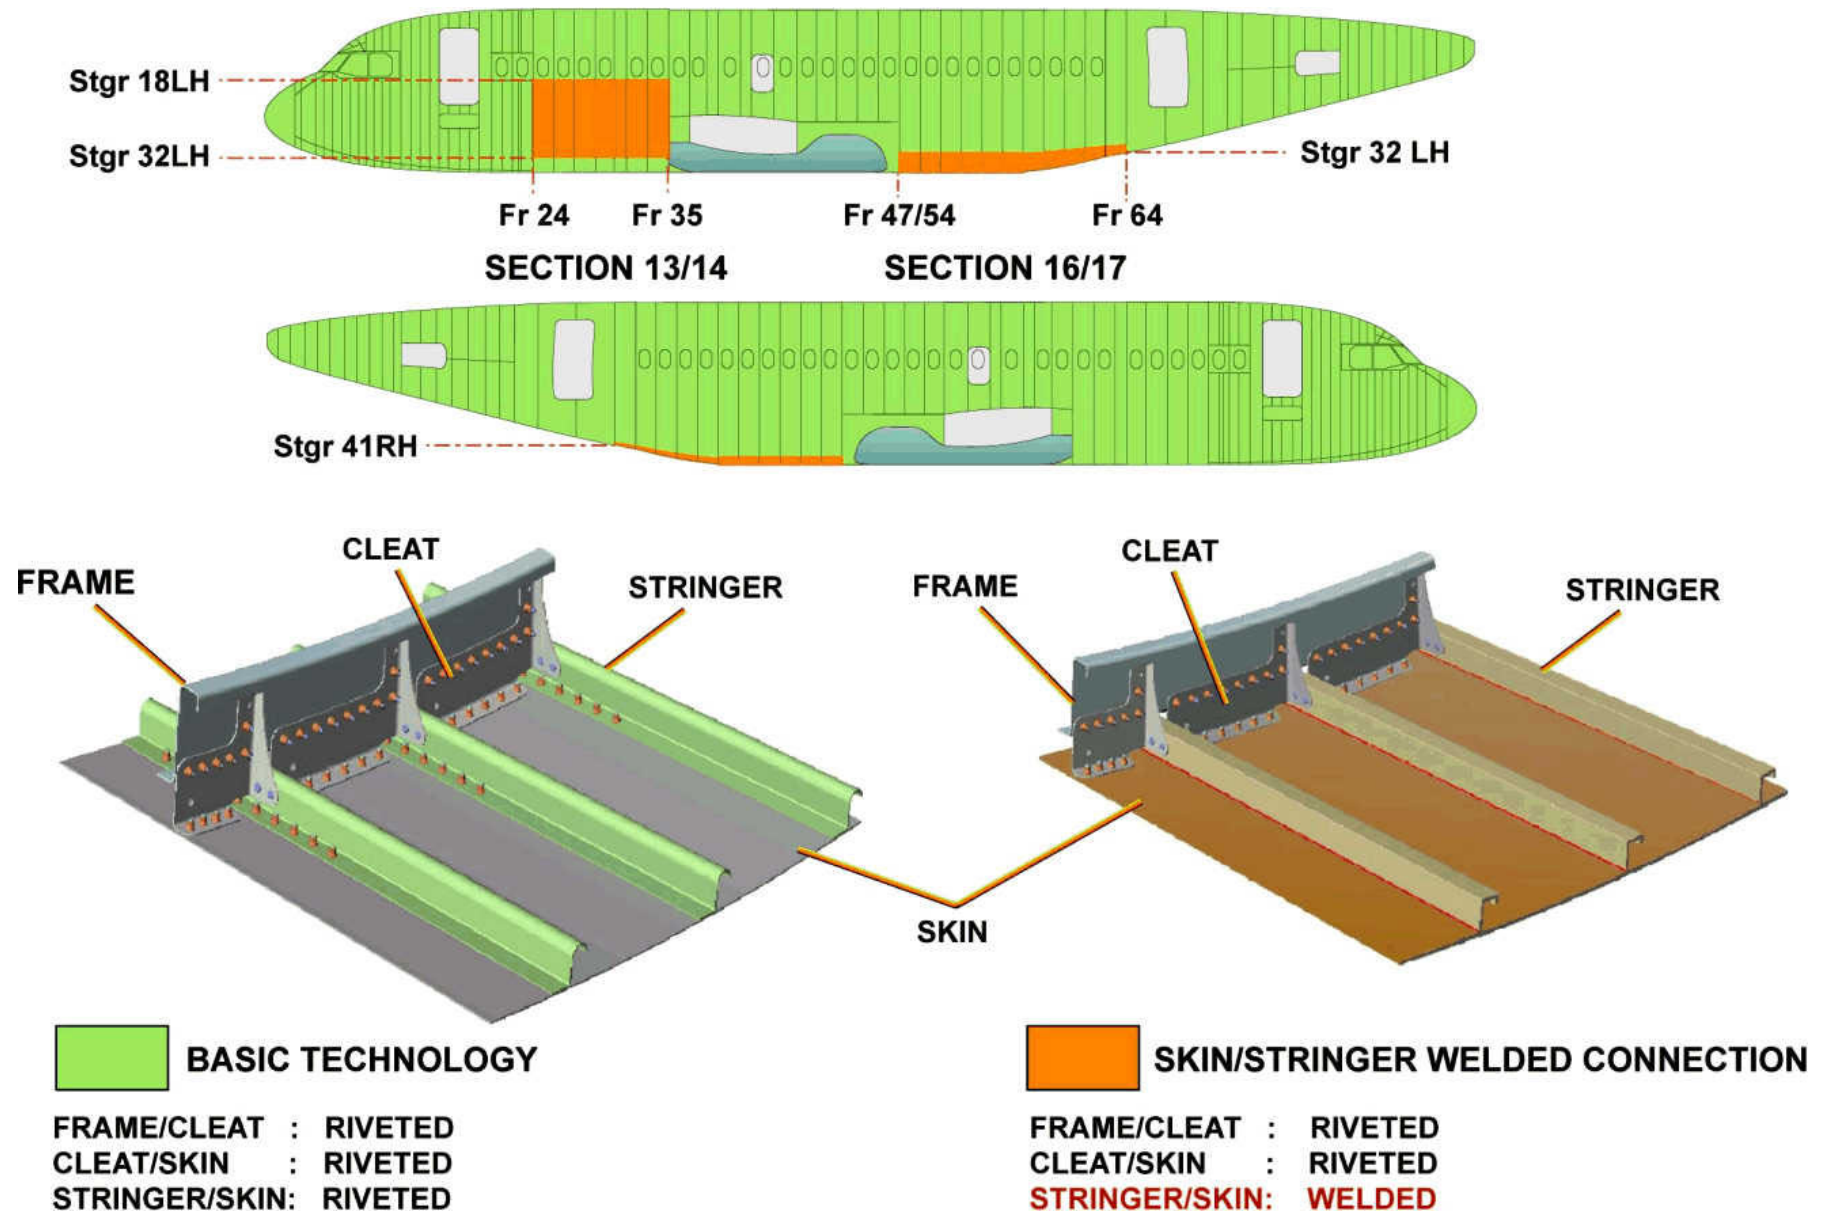 Stgr 18LH
Stgr 32LH
Stgr 32 LH
Fr 24
Fr 35
Fr 47/54
Fr 64
SECTION 13/14
SECTION 16/17
Stgr 41RH
FRAME
CLEAT
STRINGER
FRAME
CLEAT
STRINGER
SKIN
BASIC TECHNOLOGY
FRAME/CLEAT : RIVETED
CLEAT/SKIN : RIVETED
STRINGER/SKIN: RIVETED
SKIN/STRINGER WELDED CONNECTION
FRAME/CLEAT : RIVETED
CLEAT/SKIN : RIVETED
STRINGER/SKIN: WELDED